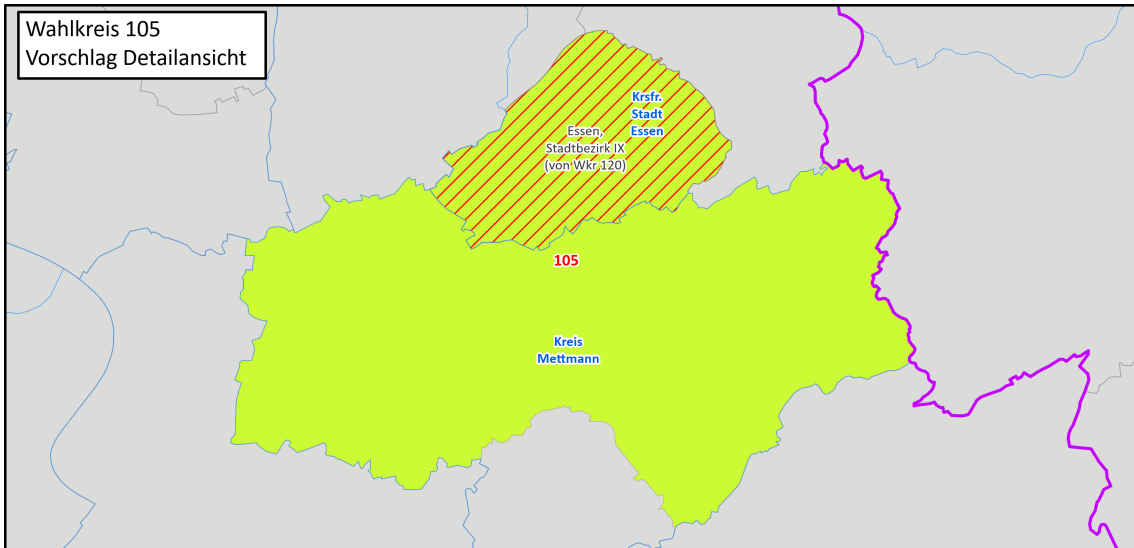 Wahlkreis 105
Vorschlag Detailansicht
Krsfr.
Stadt
Essen
Essen,
Stadtbezirk IX
(von Wkr 120)
105
Kreis
Mettmann